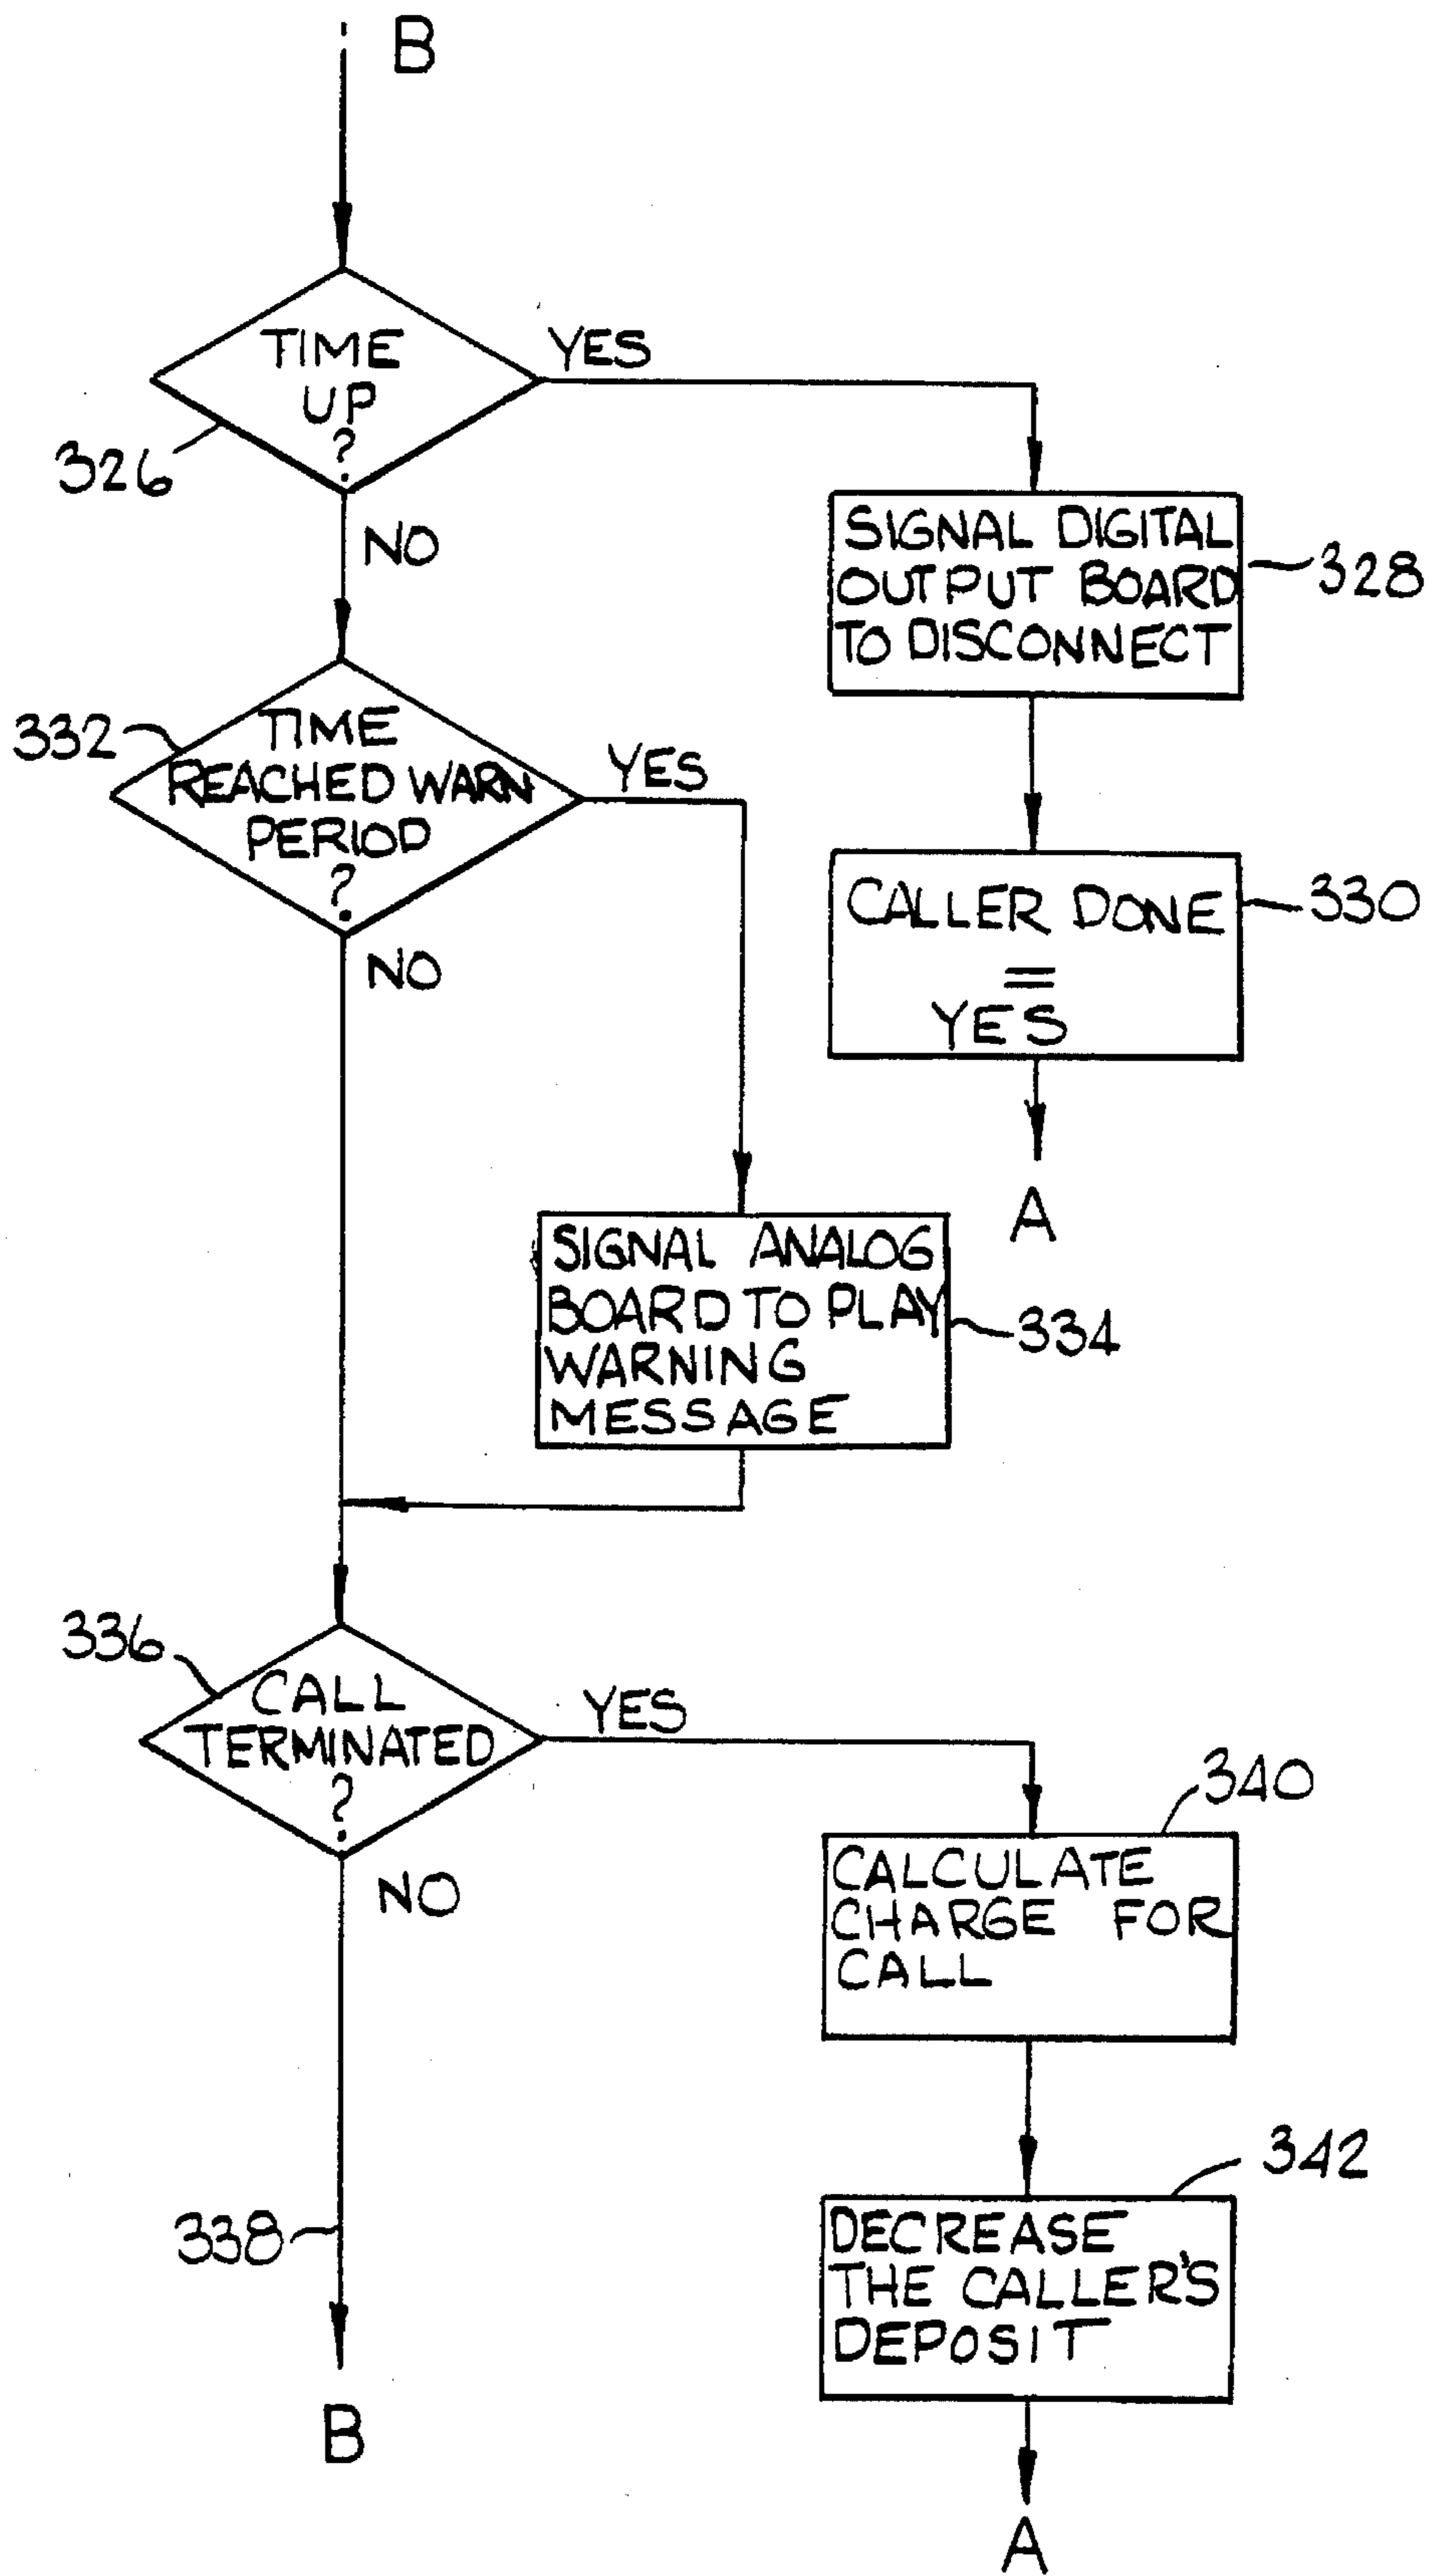 B
TIME
UP
?
YES
326
NO
SIGNAL DIGITAL
OUTPUT BOARD
TO DISCONNECT
328
332
TIME
REACHED WARN
PERIOD
?
YES
NO
CALLER DONE
=
YES
330
A
SIGNAL ANALOG
BOARD TO PLAY
WARNING
MESSAGE
334
336
CALL
TERMINATED
?
YES
NO
340
CALCULATE
CHARGE FOR
CALL
342
DECREASE
THE CALLER'S
DEPOSIT
338
B
A